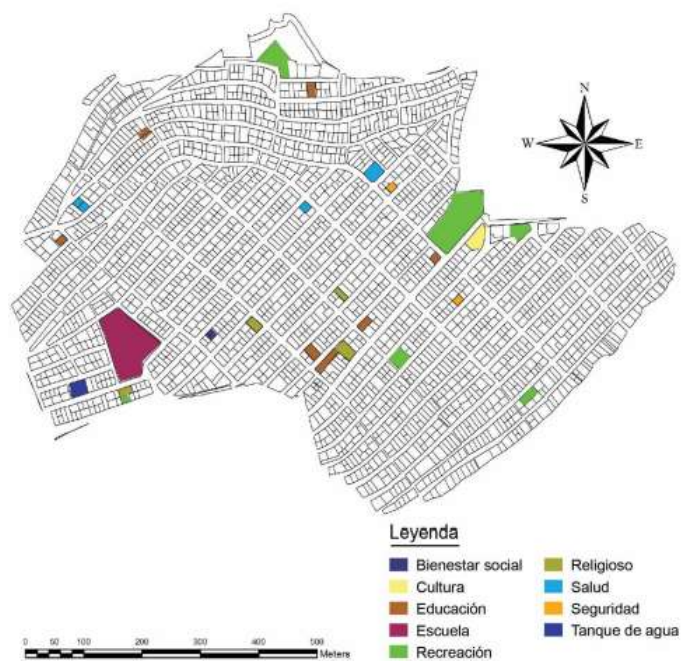 N
W E
S
Leyenda
Bienestar social
Cultura
Educación
Escuela
Recreación
Religioso
Salud
Seguridad
Tanque de agua
0 50 100 200 300 400 500
Meters